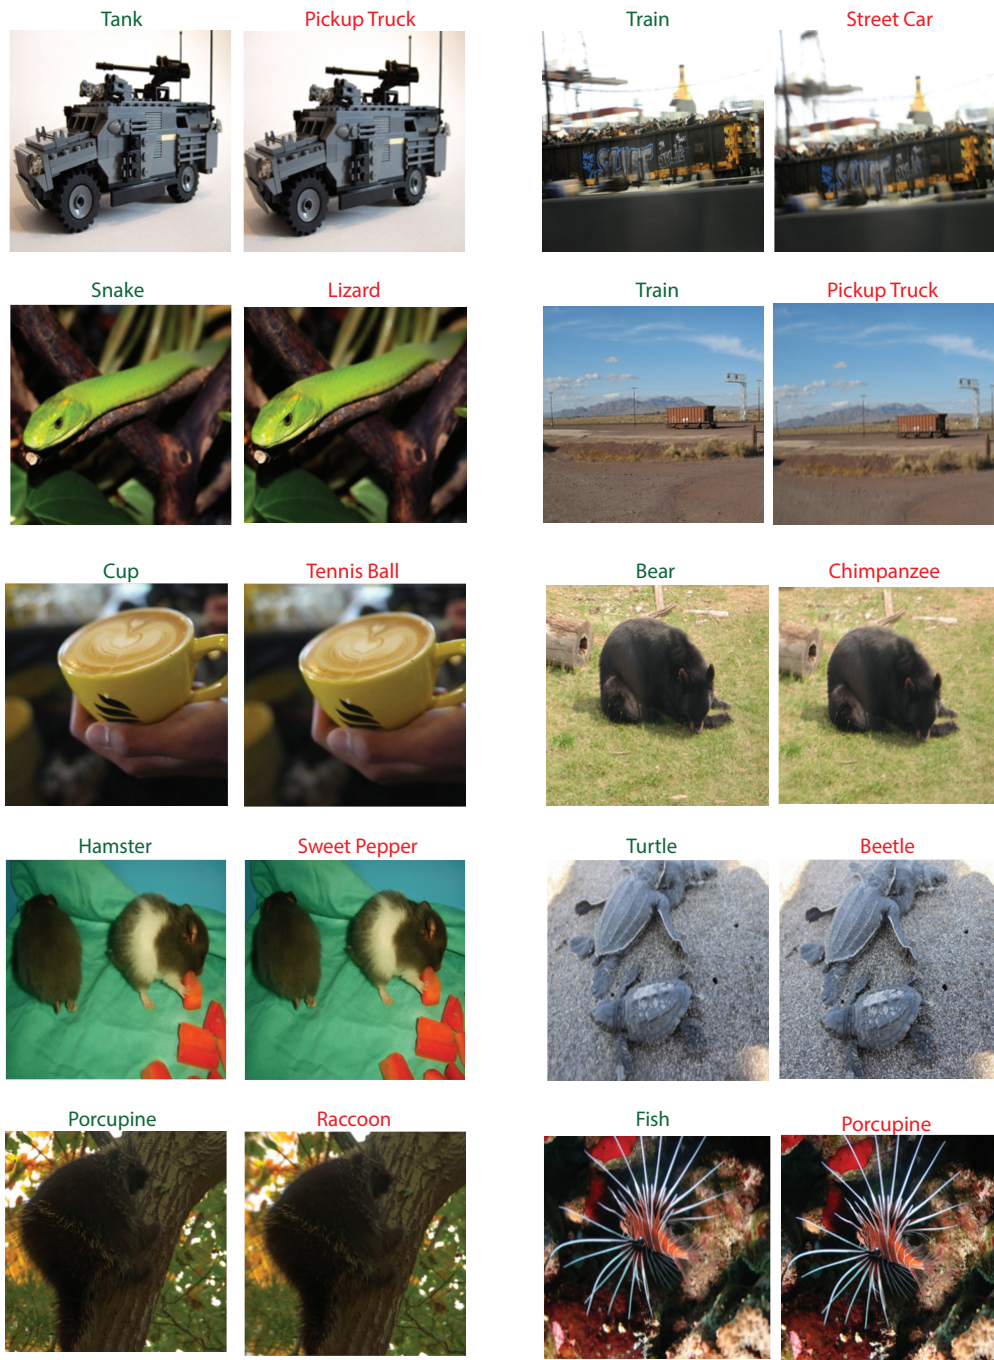 Tank Pickup Truck Train Street Car
Snake Lizard Train Pickup Truck
Cup Tennis Ball Bear Chimpanzee
Hamster Sweet Pepper Turtle Beetle
Porcupine Raccoon Fish Porcupine